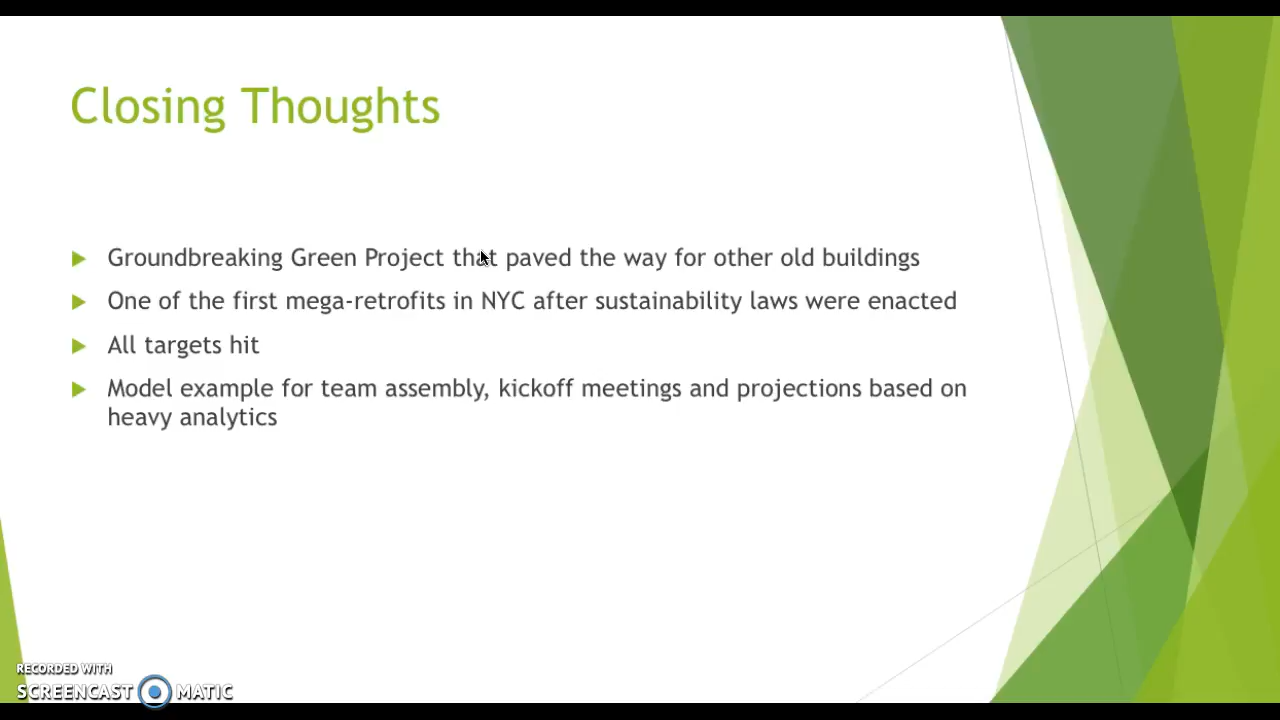 Closing Thoughts
Groundbreaking Green Project that paved the way for other old buildings
One of the first mega-retrofits in NYC after sustainability laws were enacted
All targets hit
Model example for team assembly, kickoff meetings and projections based on
heavy analytics
RECORDED WITH
SCREENCAST MATIC